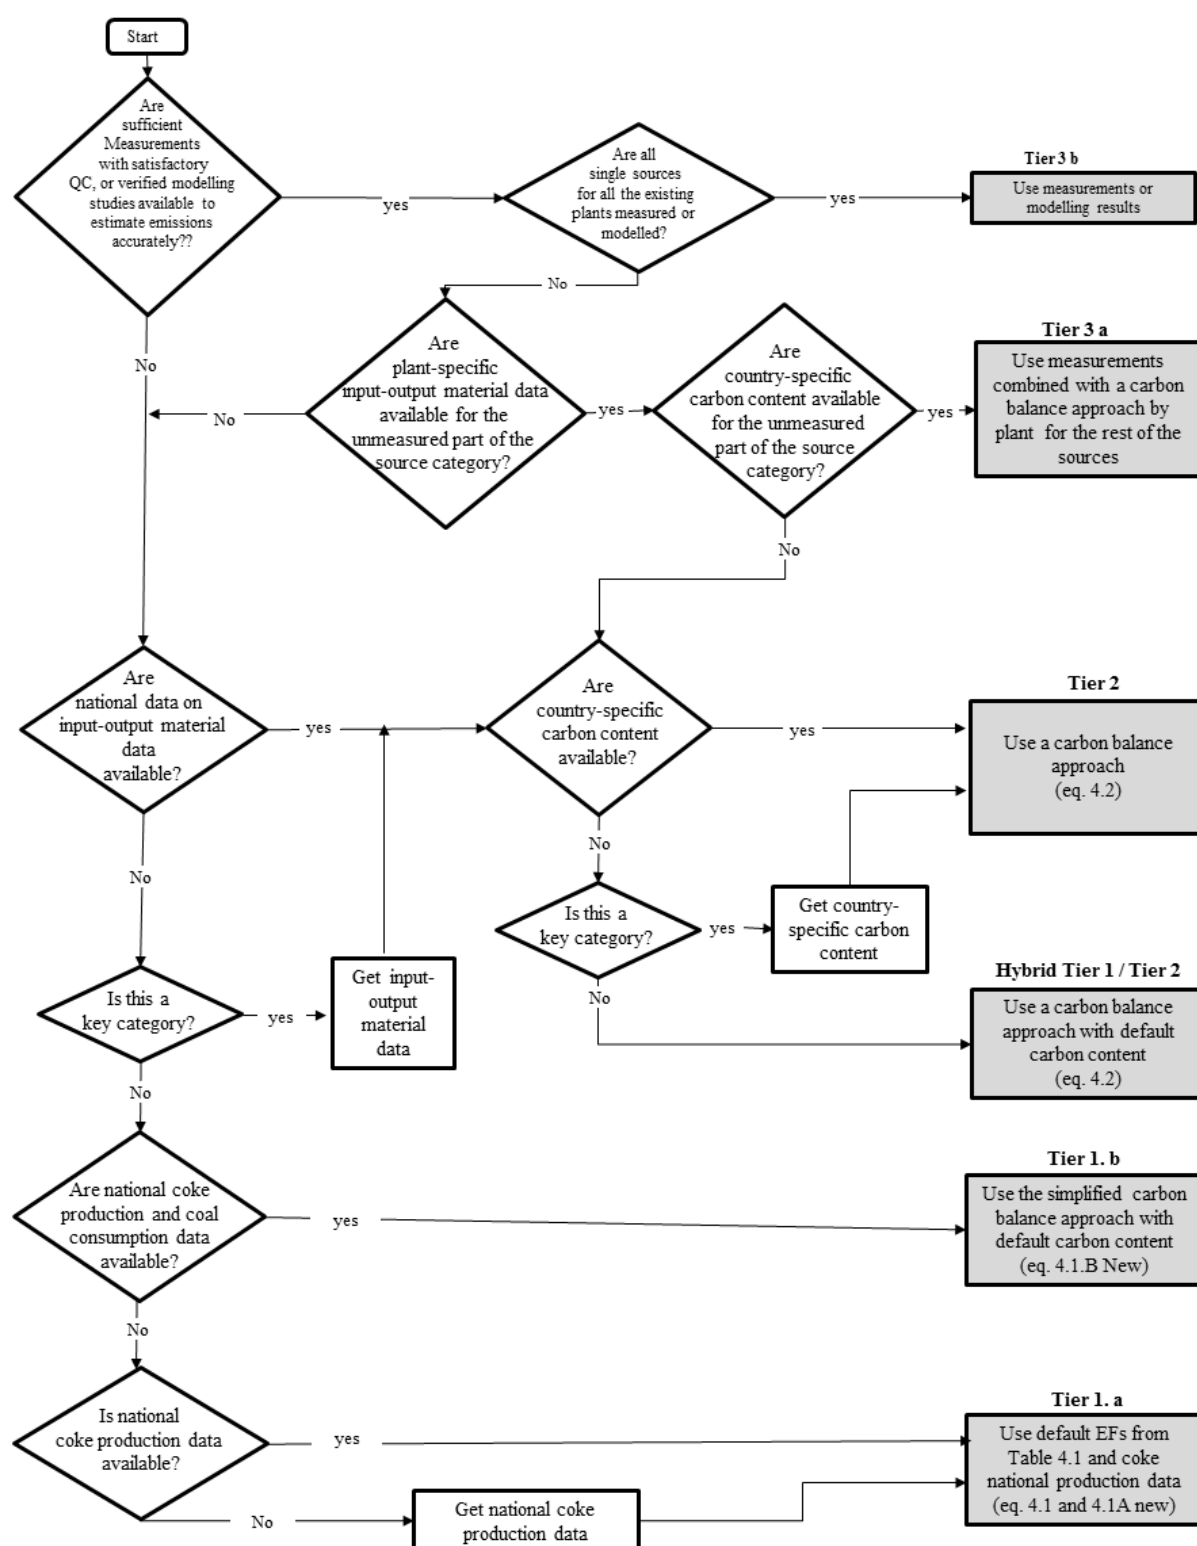 Start
Are
sufficient
Measurements
with satisfactory
QC, or verified modelling
studies available to
estimate emissions
accurately??
yes
Are all
single sources
for all the existing
plants measured or
modelled?
yes
Tier 3 b
Use measurements or
modelling results
No
No
Are
plant-specific
input-output material data
available for the
unmeasured part of the
source category?
No
yes
Are
country-specific
carbon content available
for the unmeasured
part of the source
category?
yes
Tier 3 a
Use measurements
combined with a carbon
balance approach by
plant for the rest of the
sources
No
Are
national data on
input-output material
data
available?
yes
Are
country-specific
carbon content
available?
yes
Tier 2
Use a carbon balance
approach
(eq. 4.2)
No
No
Is this a
key category?
yes
Get country-
specific carbon
content
No
Hybrid Tier 1 / Tier 2
Use a carbon balance
approach with default
carbon content
(eq. 4.2)
Is this a
key category?
yes
Get input-
output
material
data
No
Are national coke
production and coal
consumption data
available?
yes
Tier 1. b
Use the simplified carbon
balance approach with
default carbon content
(eq. 4.1.B New)
No
Is national
coke production data
available?
yes
Tier 1. a
Use default EFs from
Table 4.1 and coke
national production data
(eq. 4.1 and 4.1A new)
No
Get national coke
production data